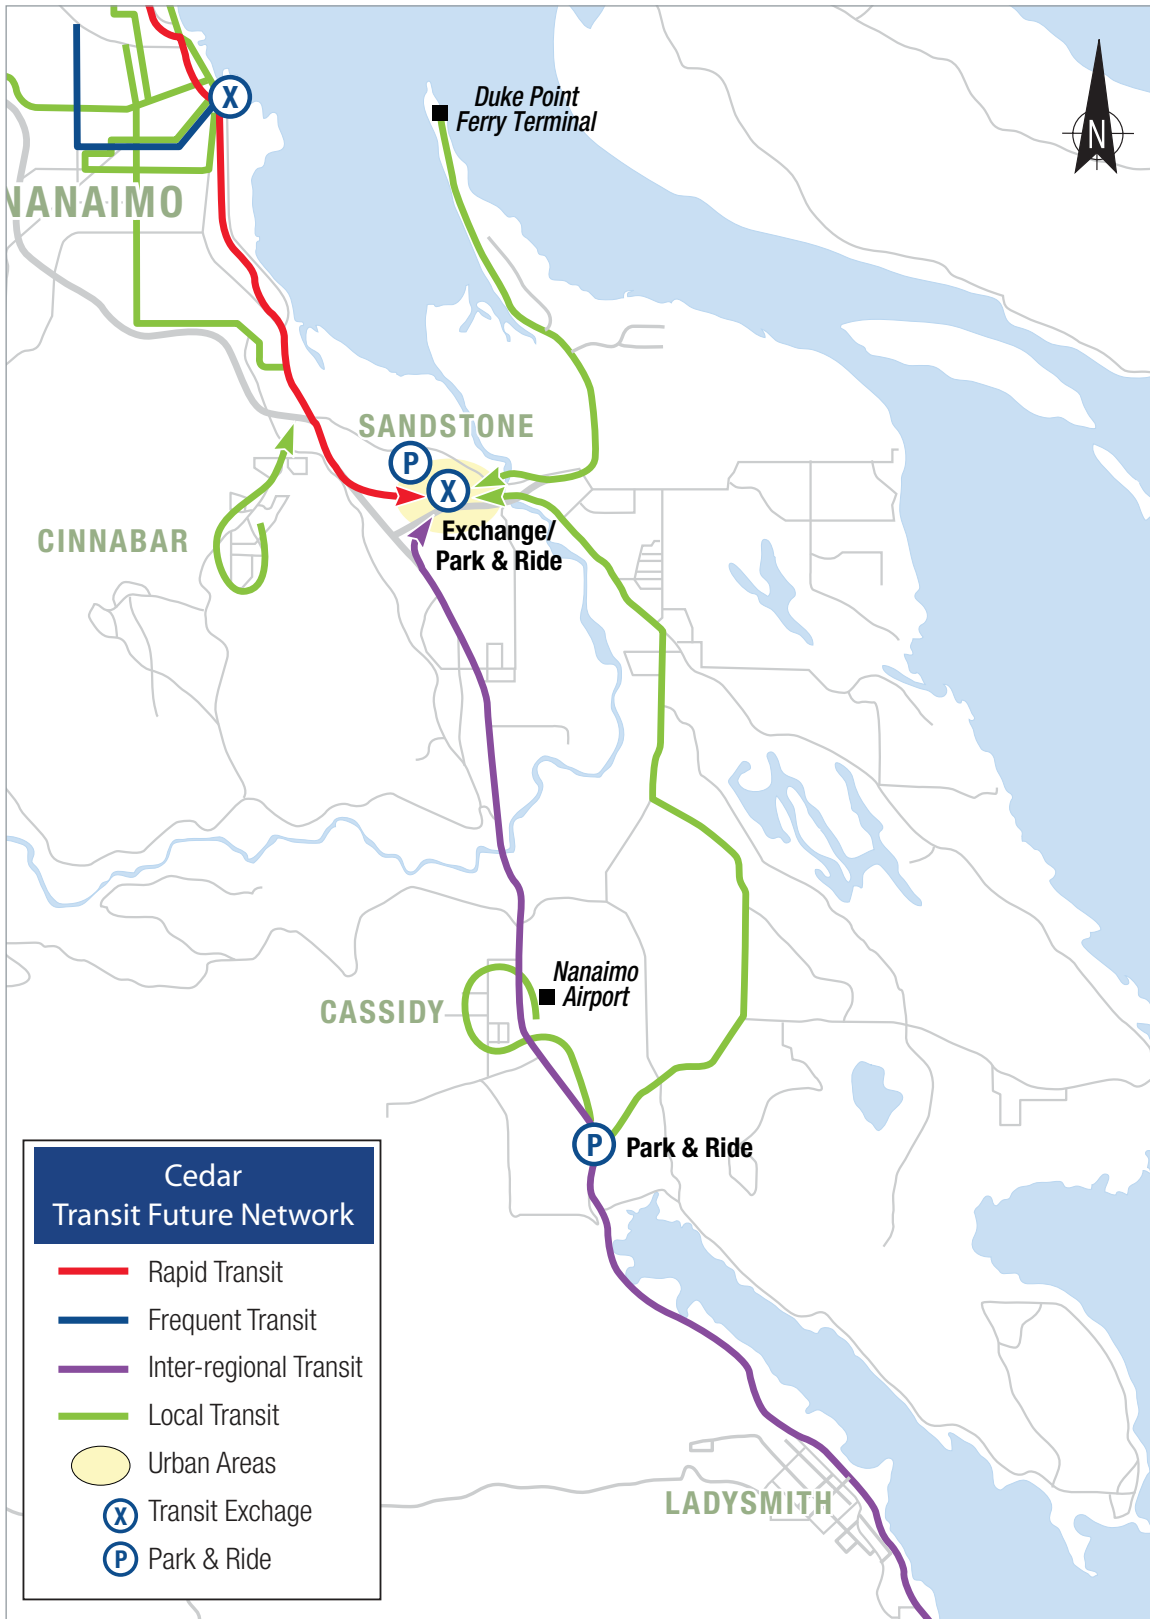 X
Duke Point
Ferry Terminal
N
NANAIMO
SANDSTONE
P
X
Exchange/
Park & Ride
CINNABAR
Nanaimo
Airport
CASSIDY
P
Park & Ride
Cedar
Transit Future Network
Rapid Transit
Frequent Transit
Inter-regional Transit
Local Transit
Urban Areas
X Transit Exchage
P Park & Ride
LADYSMITH